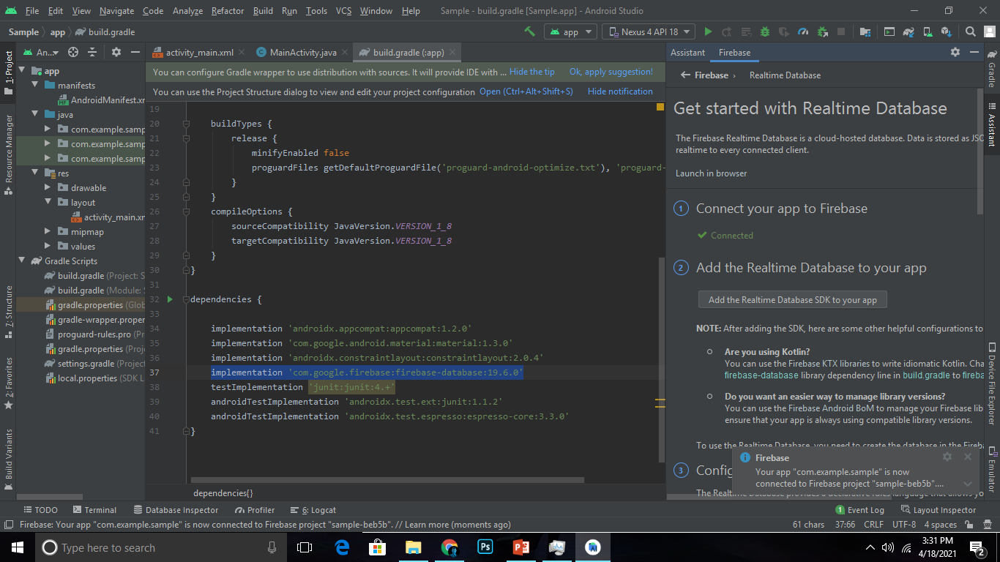 File Edit View Navigate Code Analyze Refactor Build Run Tools VCS Window Help Sample - build.gradle [Sample.app] - Android Studio
Sample app build.gradle
app Nexus 4 API 18
1: Project
Resource Manager
7: Structure
2: Favorites
Build Variants
An...
app
manifests
AndroidManifest.xr
java
com.example.samp
com.example.samp
com.example.samp
res
drawable
layout
activity_main.xn
mipmap
values
Gradle Scripts
build.gradle (Project: S
build.gradle (Module: S
gradle.properties (Glob
gradle-wrapper.proper
proguard-rules.pro (Pr
gradle.properties (Proj
settings.gradle (Project
local.properties (SDK L
activity_main.xml MainActivity.java build.gradle (:app)
You can configure Gradle wrapper to use distribution with sources. It will provide IDE with ... Hide the tip Ok, apply suggestion!
You can use the Project Structure dialog to view and edit your project configuration Open (Ctrl+Alt+Shift+S) Hide notification
19
20 buildTypes {
21 release {
22 minifyEnabled false
23 proguardFiles getDefaultProguardFile('proguard-android-optimize.txt'), 'proguard-
24 }
25 }
26 compileOptions {
27 sourceCompatibility JavaVersion.VERSION_1_8
28 targetCompatibility JavaVersion.VERSION_1_8
29 }
30 }
31
32 dependencies {
33
34 implementation 'androidx.appcompat:appcompat:1.2.0'
35 implementation 'com.google.android.material:material:1.3.0'
36 implementation 'androidx.constraintlayout:constraintlayout:2.0.4'
37 implementation 'com.google.firebase:firebase-database:19.6.0'
38 testImplementation 'junit:junit:4.+'
39 androidTestImplementation 'androidx.test.ext:junit:1.1.2'
40 androidTestImplementation 'androidx.test.espresso:espresso-core:3.3.0'
41 }
dependencies{}
Assistant Firebase
Firebase › Realtime Database
Get started with Realtime Database
The Firebase Realtime Database is a cloud-hosted database. Data is stored as JSO
realtime to every connected client.
Launch in browser
1 Connect your app to Firebase
Connected
2 Add the Realtime Database to your app
Add the Realtime Database SDK to your app
NOTE: After adding the SDK, here are some other helpful configurations to
Are you using Kotlin?
You can use the Firebase KTX libraries to write idiomatic Kotlin. Cha
firebase-database library dependency line in build.gradle to fireba
Do you want an easier way to manage library versions?
You can use the Firebase Android BoM to manage your Firebase lib
ensure that your app is always using compatible library versions.
To use the Realtime Database, you need to create the database in the Fireb
3 Config
The Realtime Database provides a declarative rules language that allows yo
Firebase
Your app "com.example.sample" is now
connected to Firebase project "sample-beb5b"....
Gradle
Assistant
Device File Explorer
Emulator
TODO Terminal Database Inspector Profiler 6: Logcat 1 Event Log Layout Inspector
Firebase: Your app "com.example.sample" is now connected to Firebase project "sample-beb5b". // Learn more (moments ago) 61 chars 37:66 CRLF UTF-8 4 spaces
Type here to search
Ps
3:31 PM
4/18/2021
2